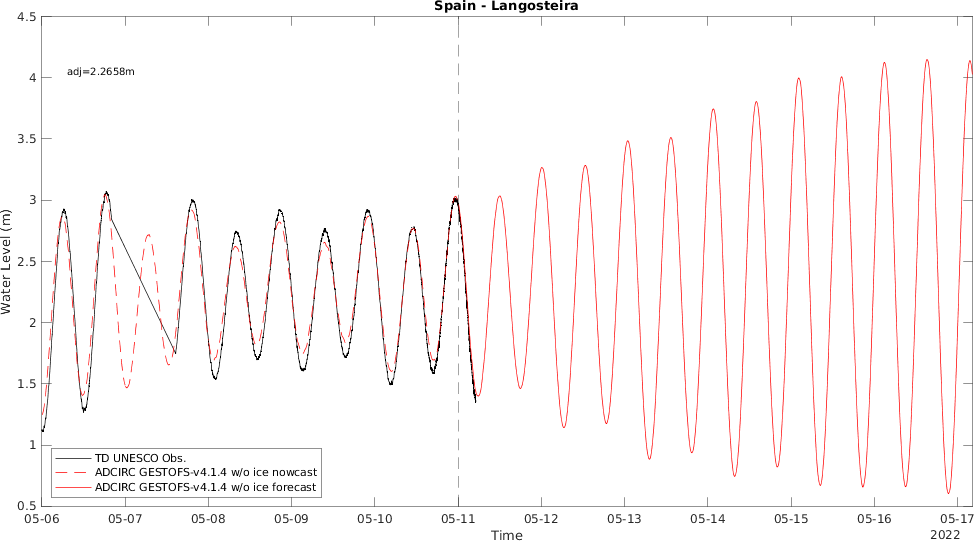 Spain - Langosteira
4.5
4
3.5
3
2.5
2
1.5
1
0.5
Water Level (m)
adj=2.2658m
TD UNESCO Obs.
ADCIRC GESTOFS-v4.1.4 w/o ice nowcast
ADCIRC GESTOFS-v4.1.4 w/o ice forecast
05-06 05-07 05-08 05-09 05-10 05-11 05-12 05-13 05-14 05-15 05-16 05-17
Time
2022